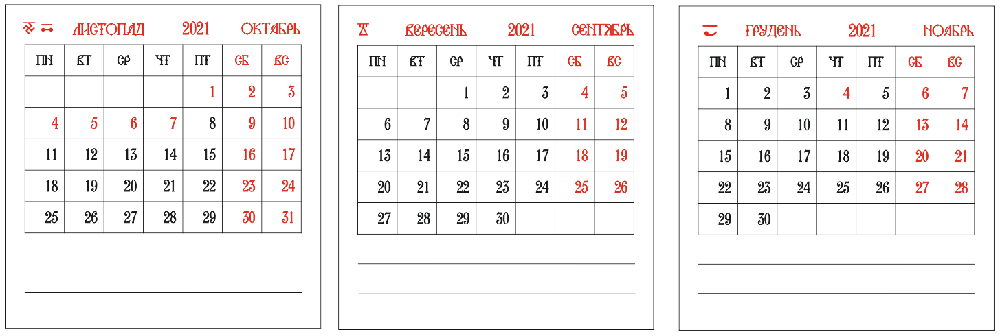 ЛИСТОПАД 2021 ОКТАБРЬ
ПН ВТ СР ЧТ ПТ СБ ВС
1 2 3
4 5 6 7 8 9 10
11 12 13 14 15 16 17
18 19 20 21 22 23 24
25 26 27 28 29 30 31
ВЕРЕСЕНЬ 2021 СЕНТЯБРЬ
ПН ВТ СР ЧТ ПТ СБ ВС
1 2 3 4 5
6 7 8 9 10 11 12
13 14 15 16 17 18 19
20 21 22 23 24 25 26
27 28 29 30
ГРУДЕНЬ 2021 НОАБРЬ
ПН ВТ СР ЧТ ПТ СБ ВС
1 2 3 4 5 6 7
8 9 10 11 12 13 14
15 16 17 18 19 20 21
22 23 24 25 26 27 28
29 30